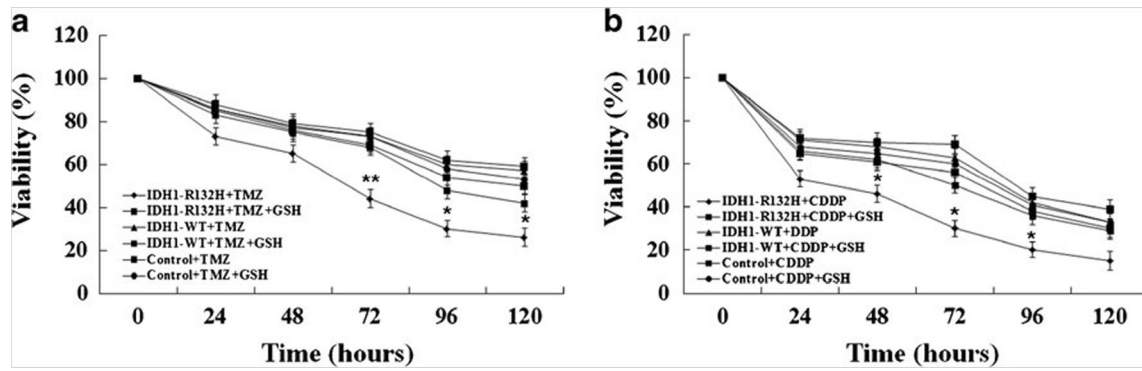 a
Viability (%)
120
100
80
60
40
20
0
IDH1-R132H+TMZ
IDH1-R132H+TMZ+GSH
IDH1-WT+TMZ
IDH1-WT+TMZ+GSH
Control+TMZ
Control+TMZ+GSH
**
*
*
0 24 48 72 96 120
Time (hours)
b
Viability (%)
120
100
80
60
40
20
0
IDH1-R132H+CDDP
IDH1-R132H+CDDP+GSH
IDH1-WT+DDP
IDH1-WT+CDDP+GSH
Control+CDDP
Control+CDDP+GSH
*
*
*
0 24 48 72 96 120
Time (hours)